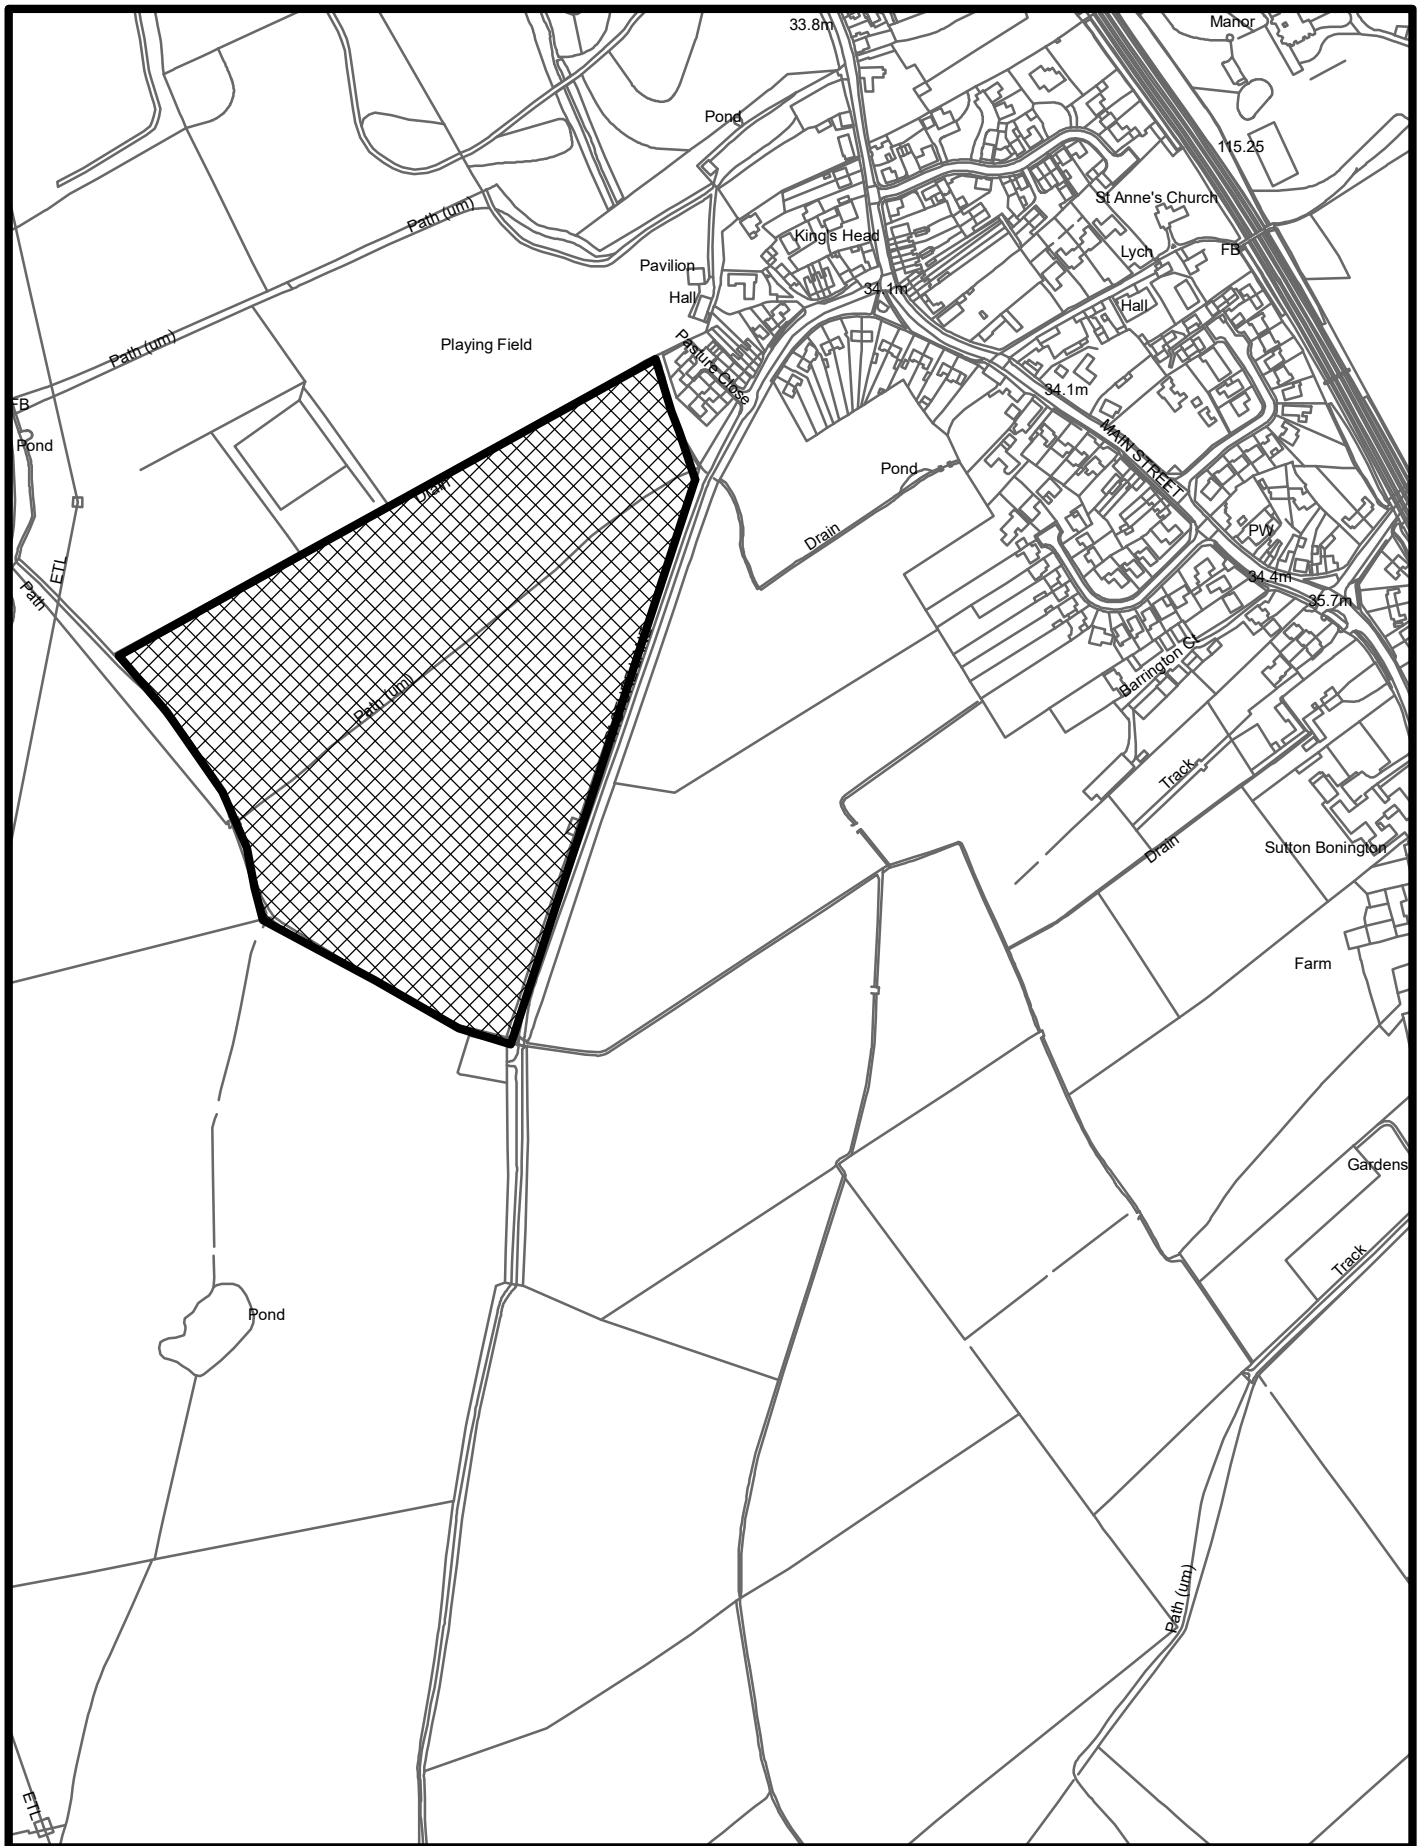 33.8m
Manor
Pond
115.25
St Anne's Church
Path (um)
King's Head
Lych
FB
Pavilion
34.1m
Hall
Hall
Path (um)
Playing Field
Pasture Close
34.1m
FB
Pond
MAIN STREET
Pond
Drain
Drain
PW
ETL
34.4m
Path
35.7m
Barrington Cl
Path (um)
Track
Drain
Sutton Bonington
Farm
Gardens
Track
Pond
Path (um)
ETL